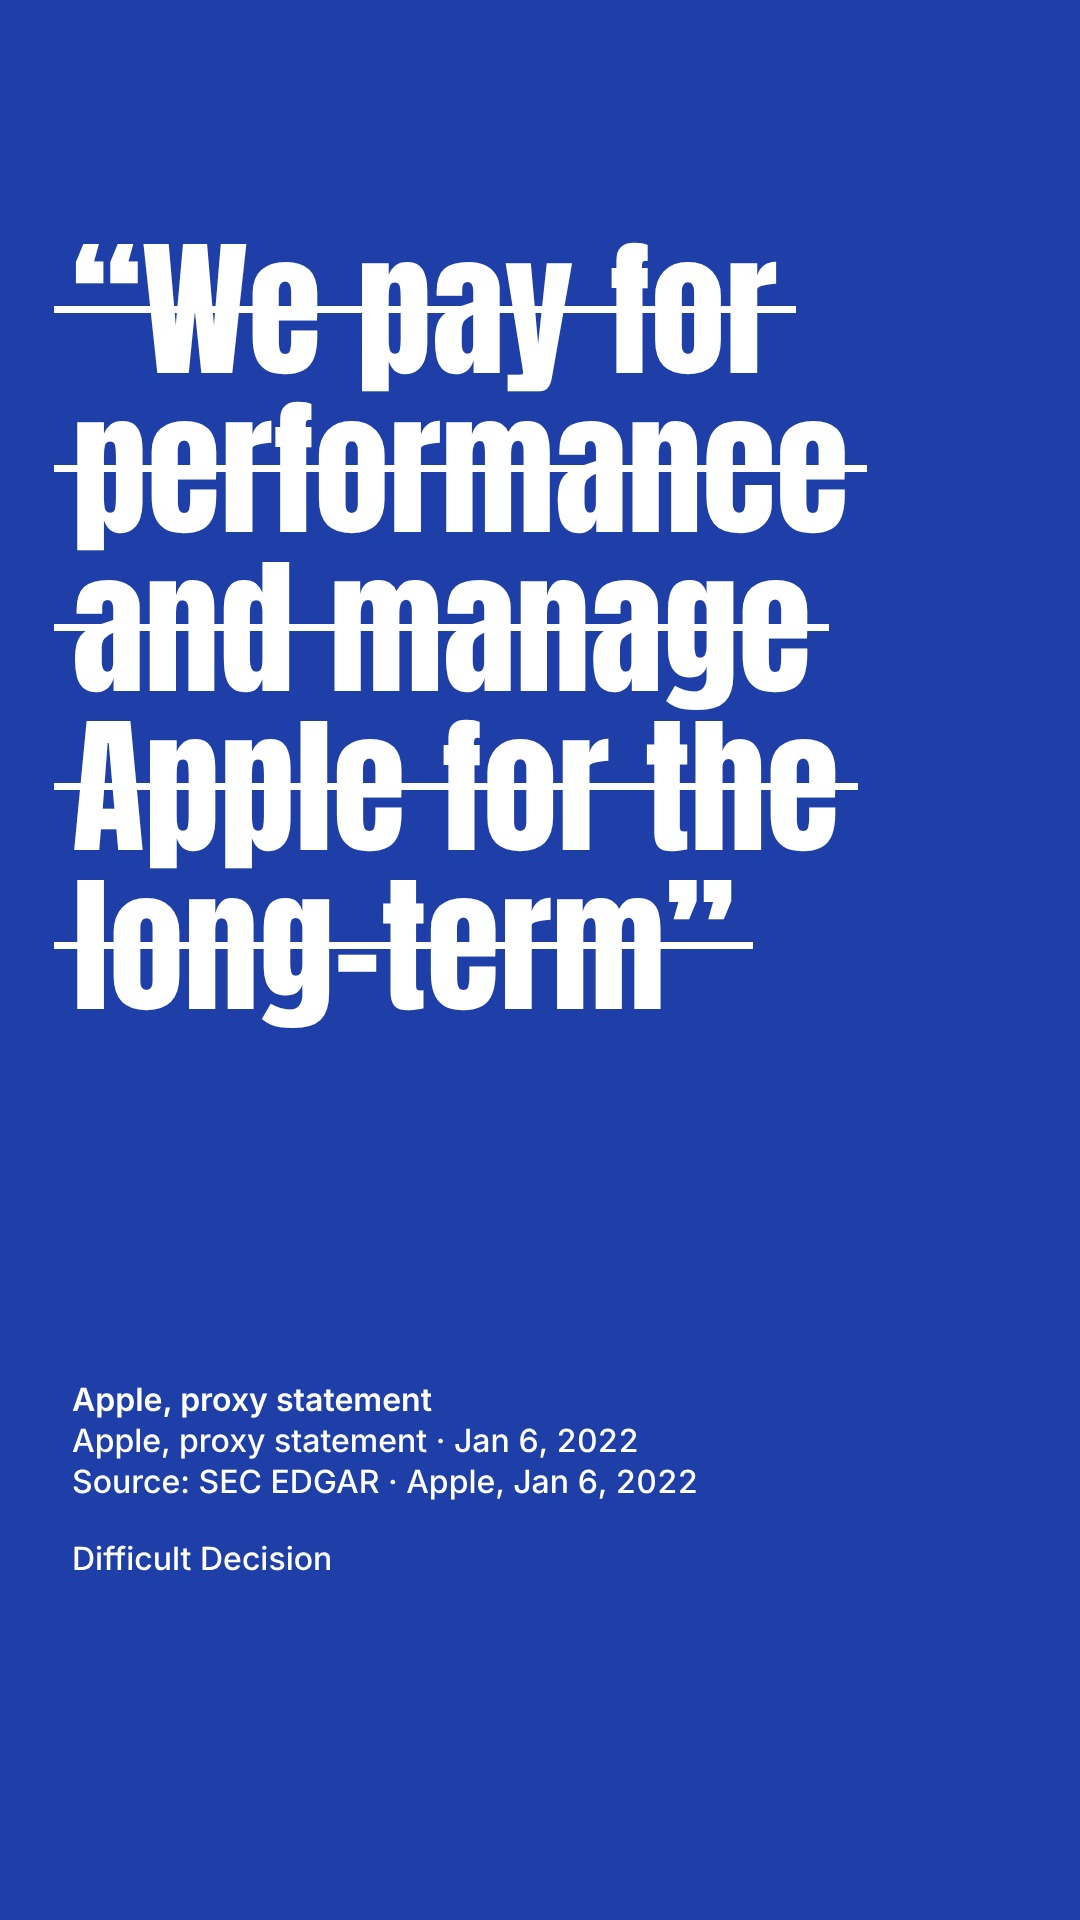 “We pay for
performance
and manage
Apple for the
long-term”
Apple, proxy statement
Apple, proxy statement · Jan 6, 2022
Source: SEC EDGAR · Apple, Jan 6, 2022
Difficult Decision